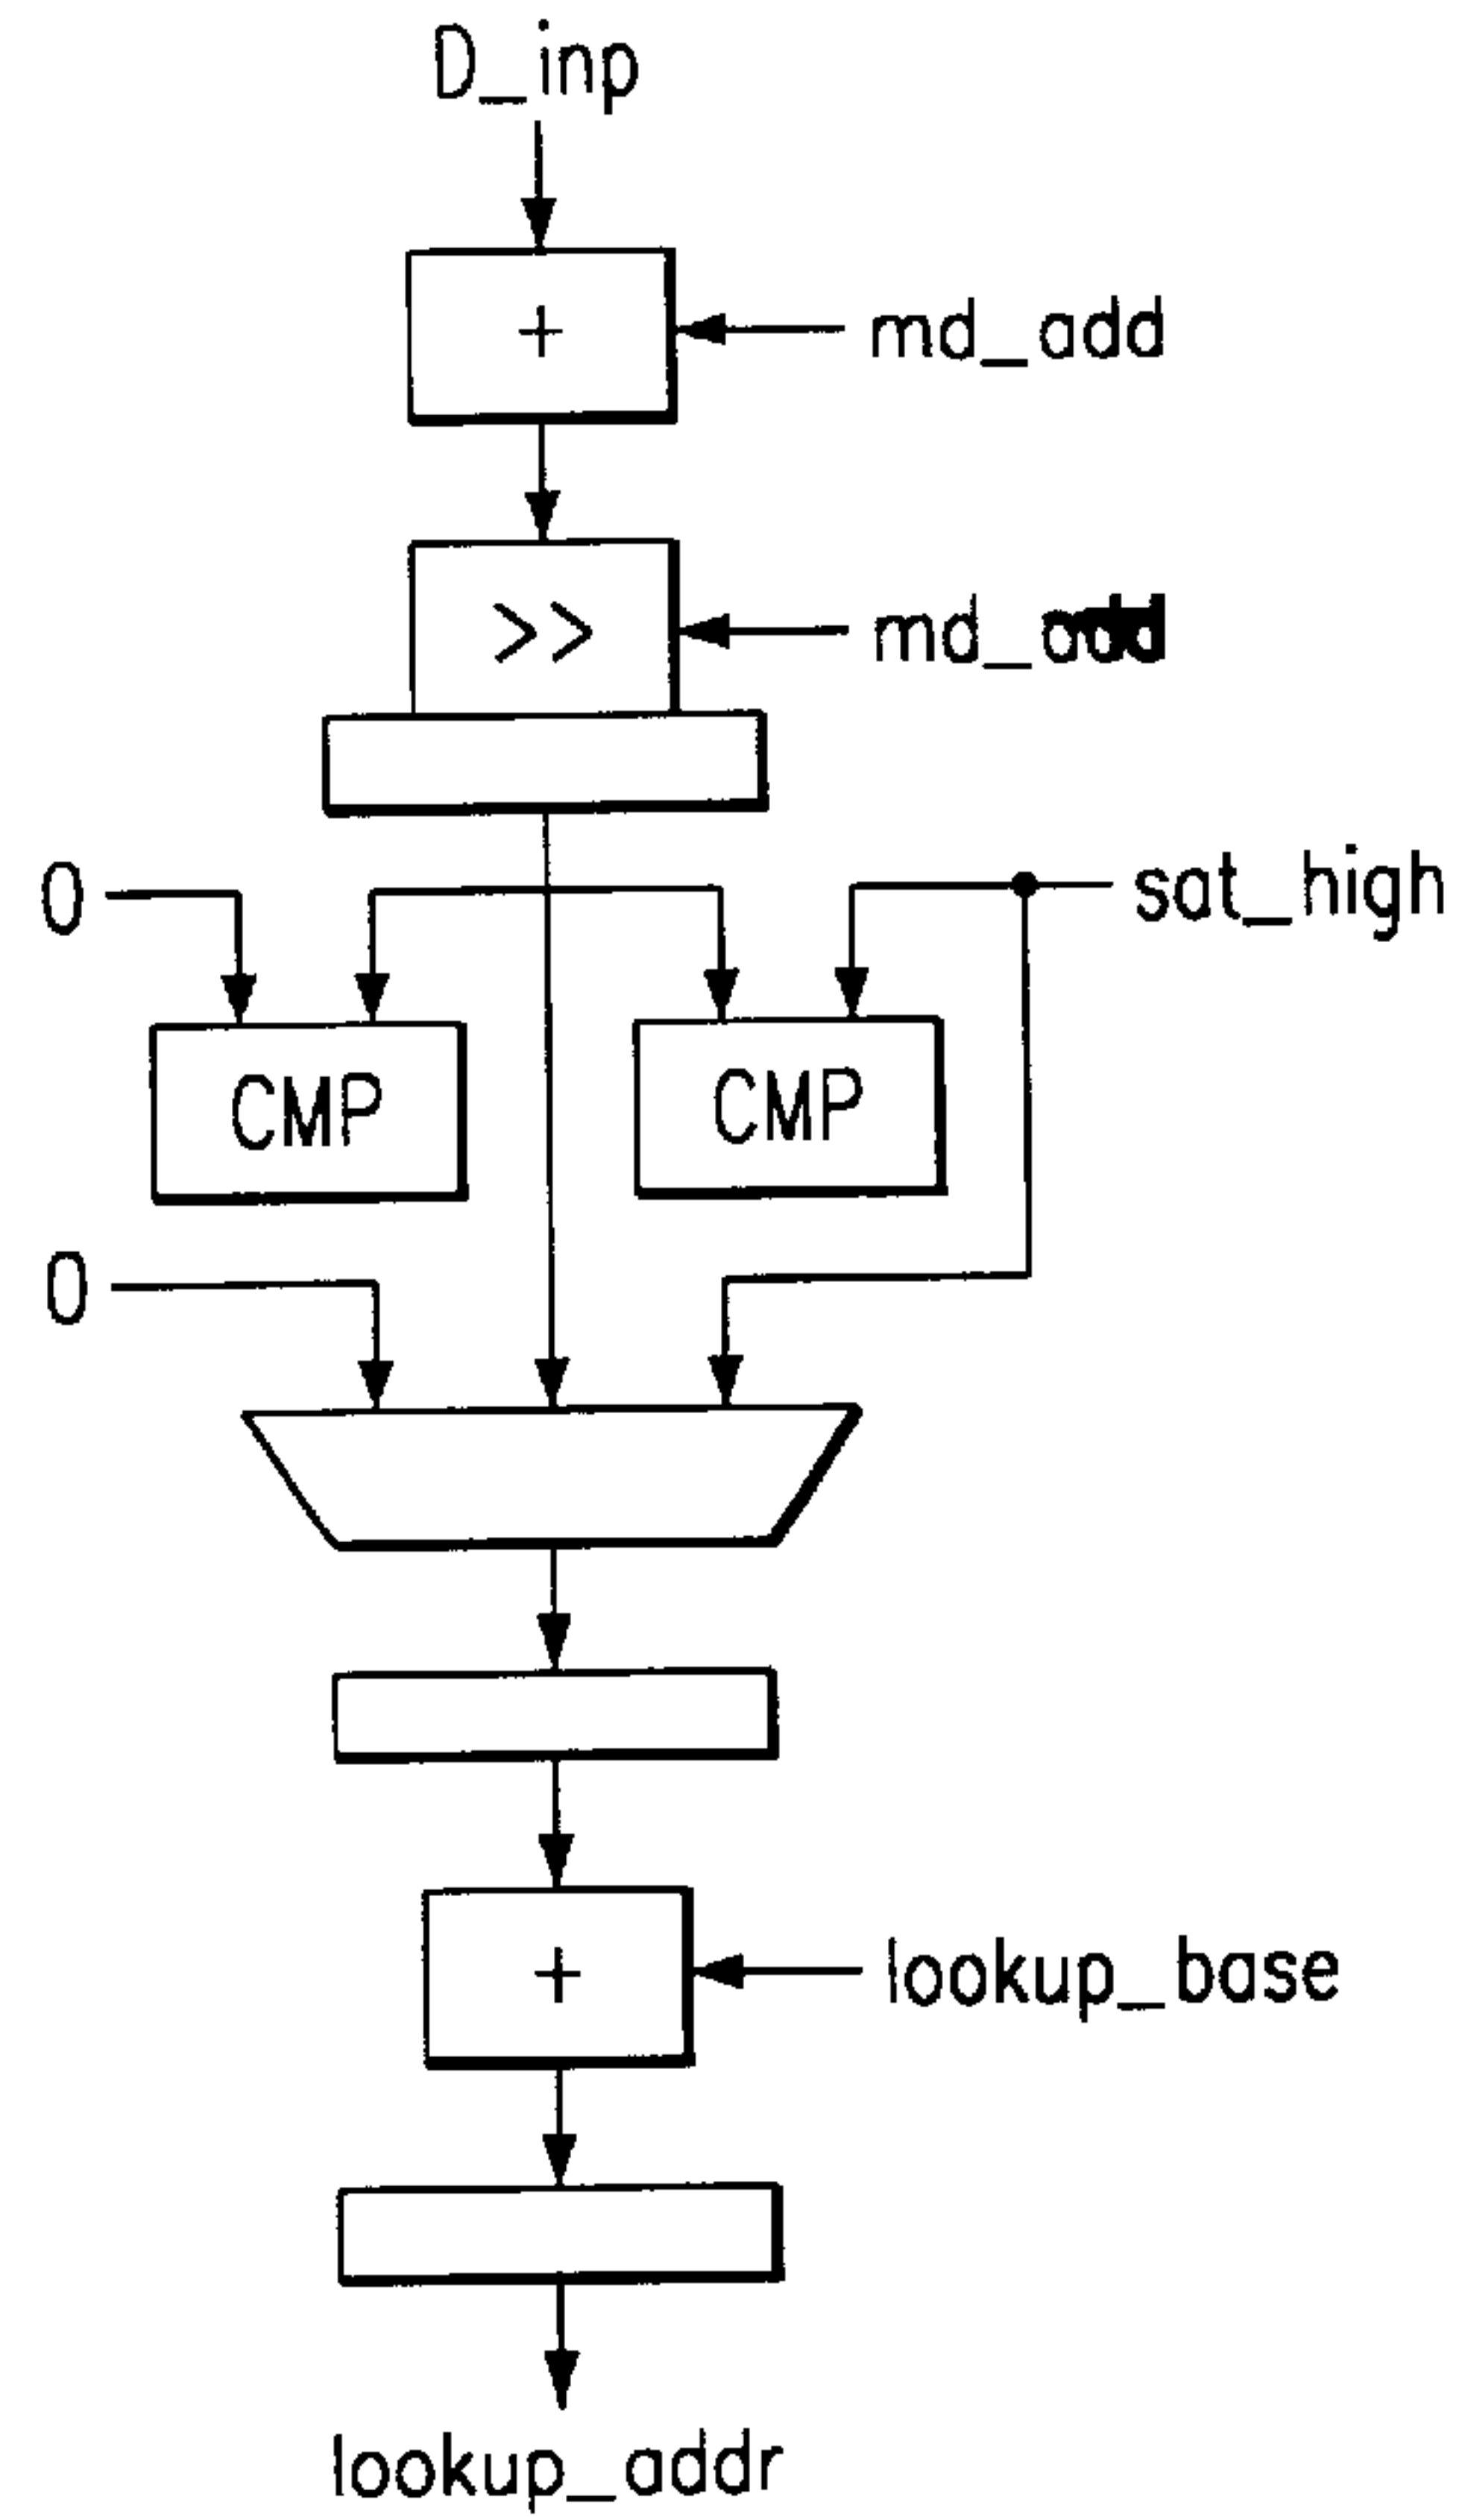 D_inp
+
md_add
>>
0
sat_high
CMP
CMP
0
+
lookup_base
lookup_addr